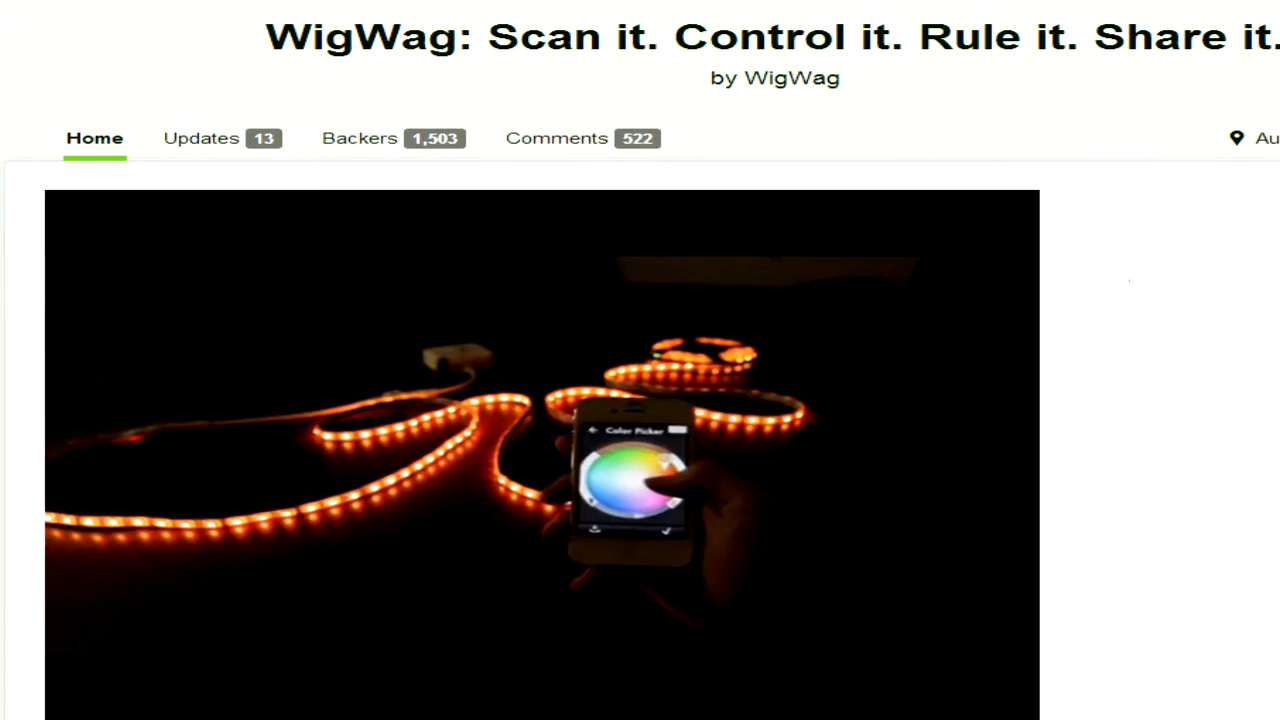 WigWag: Scan it. Control it. Rule it. Share it.
by WigWag
Home Updates 13 Backers 1,503 Comments 522 Au
Color Picker